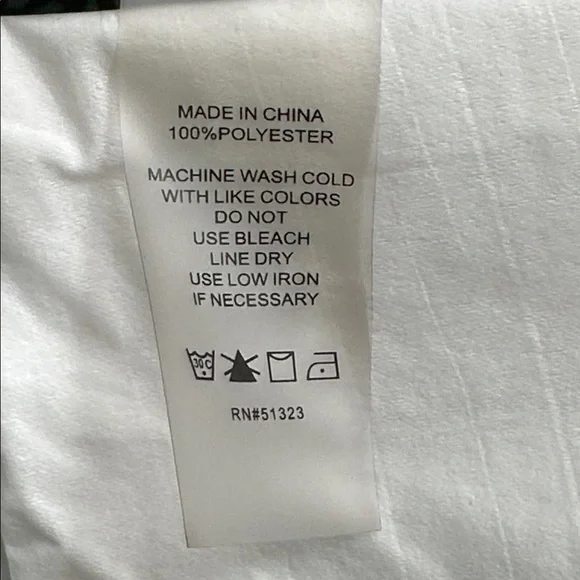 MADE IN CHINA
100%POLYESTER
MACHINE WASH COLD
WITH LIKE COLORS
DO NOT
USE BLEACH
LINE DRY
USE LOW IRON
IF NECESSARY
30C
RN#51323